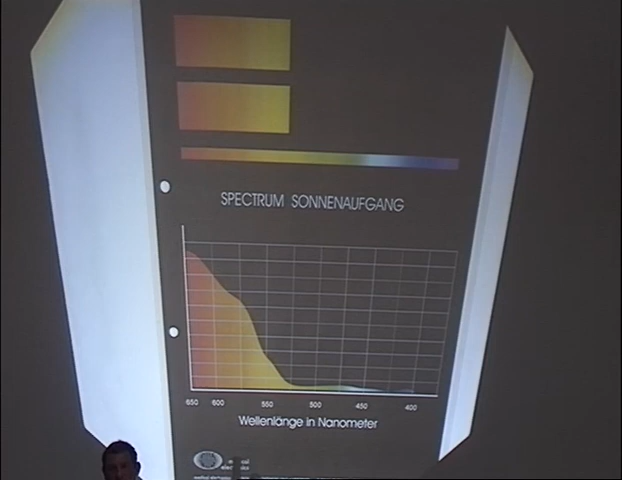 SPECTRUM SONNENAUFGANG
650 600 550 500 450 400
Wellenlänge in Nanometer